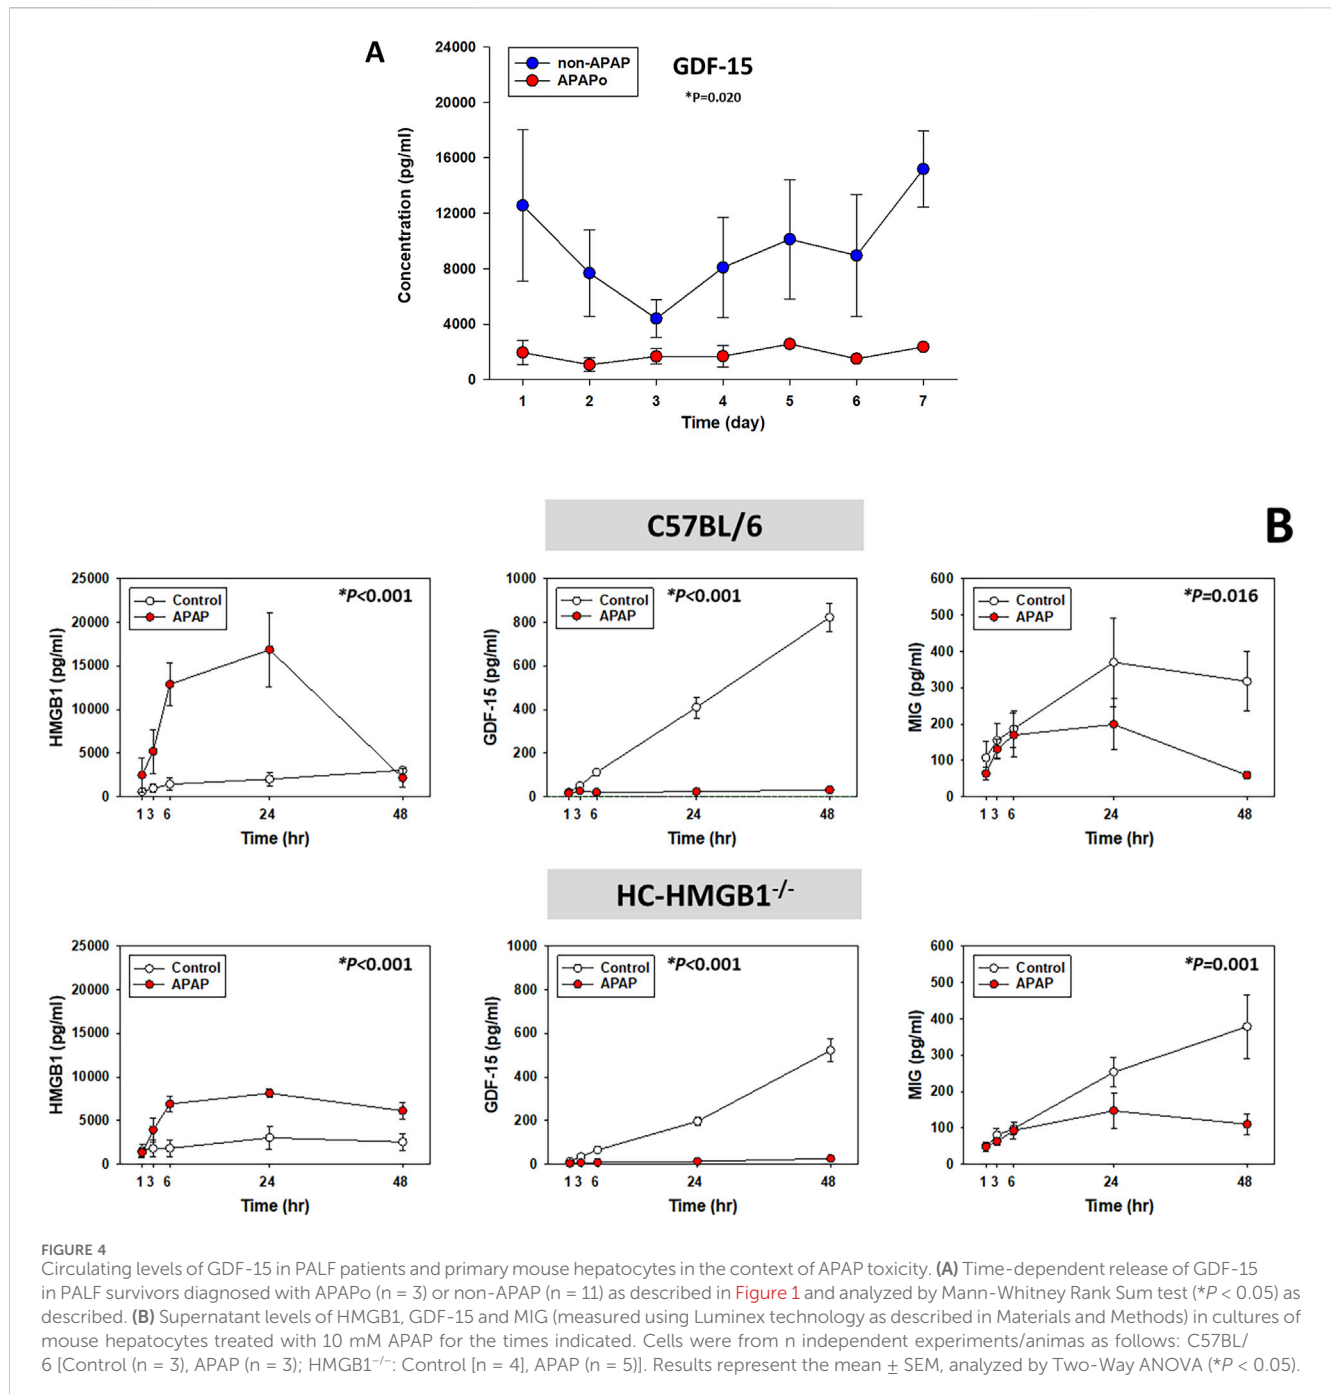 A
24000
20000
16000
12000
8000
4000
0
Concentration (pg/ml)
non-APAP
APAPo
GDF-15
*P=0.020
1 2 3 4 5 6 7
Time (day)
C57BL/6
B
25000
20000
15000
10000
5000
0
HMGB1 (pg/ml)
Control
APAP
*P<0.001
1 3 6 24 48
Time (hr)
1000
800
600
400
200
0
GDF-15 (pg/ml)
Control
APAP
*P<0.001
1 3 6 24 48
Time (hr)
600
500
400
300
200
100
0
MIG (pg/ml)
Control
APAP
*P=0.016
1 3 6 24 48
Time (hr)
HC-HMGB1-/-
25000
20000
15000
10000
5000
0
HMGB1 (pg/ml)
Control
APAP
*P<0.001
1 3 6 24 48
Time (hr)
1000
800
600
400
200
0
GDF-15 (pg/ml)
Control
APAP
*P<0.001
1 3 6 24 48
Time (hr)
600
500
400
300
200
100
0
MIG (pg/ml)
Control
APAP
*P=0.001
1 3 6 24 48
Time (hr)
FIGURE 4
Circulating levels of GDF-15 in PALF patients and primary mouse hepatocytes in the context of APAP toxicity. (A) Time-dependent release of GDF-15
in PALF survivors diagnosed with APAPo (n = 3) or non-APAP (n = 11) as described in Figure 1 and analyzed by Mann-Whitney Rank Sum test (*P < 0.05) as
described. (B) Supernatant levels of HMGB1, GDF-15 and MIG (measured using Luminex technology as described in Materials and Methods) in cultures of
mouse hepatocytes treated with 10 mM APAP for the times indicated. Cells were from n independent experiments/animas as follows: C57BL/
6 [Control (n = 3), APAP (n = 3); HMGB1−/−: Control [n = 4], APAP (n = 5)]. Results represent the mean ± SEM, analyzed by Two-Way ANOVA (*P < 0.05).